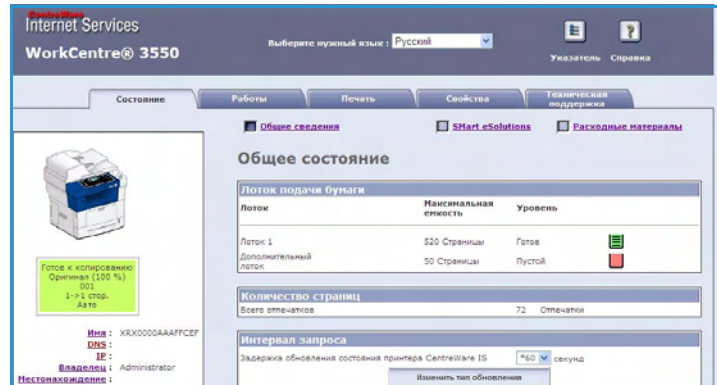 CentreWare
Internet Services
WorkCentre® 3550
Выберите нужный язык : Русский
Указатель Справка
Состояние Работы Печать Свойства Техническая поддержка
Общие сведения SMart eSolutions Расходные материалы
Общее состояние
Лоток подачи бумаги
Лоток Максимальная емкость Уровень
Лоток 1 520 Страницы Готов
Дополнительный лоток 50 Страницы Пустой
Готов к копированию
Оригинал (100 %)
001
1->1 стор.
Авто
Количество страниц
Всего отпечатков 72 Отпечатки
Имя : XRX0000AAAFFCEF
DNS :
IP :
Владелец : Administrator
Местонахождение :
Интервал запроса
Задержка обновления состояния принтера CentreWare IS *60 секунд
Изменить тип обновления